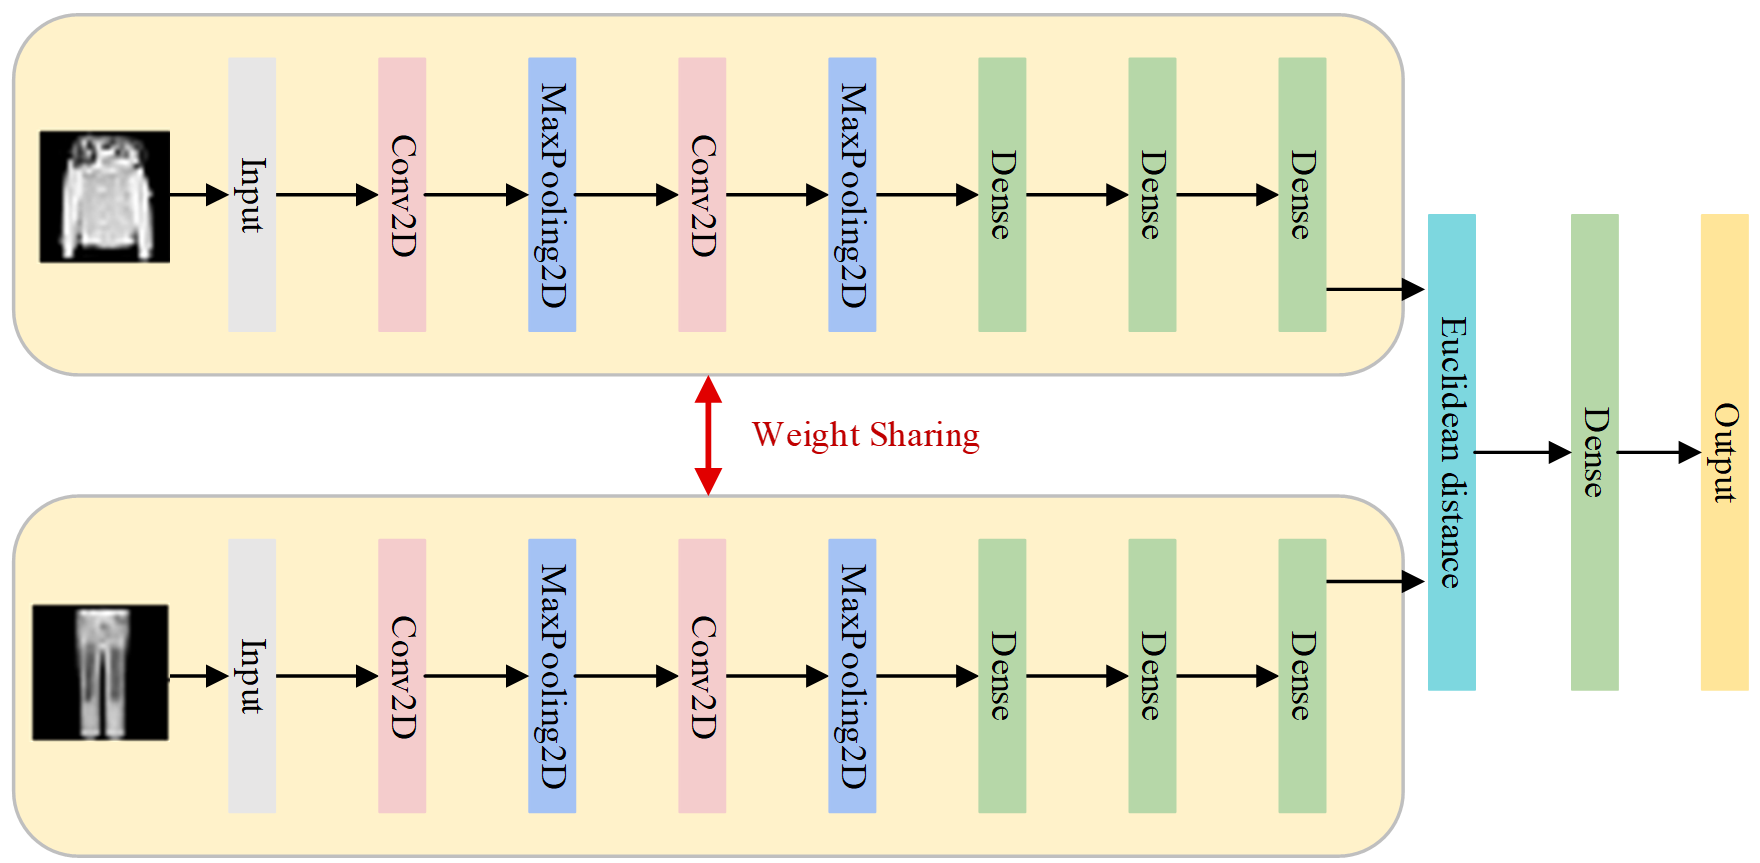 Input
Conv2D
MaxPooling2D
Conv2D
MaxPooling2D
Dense
Dense
Dense
Weight Sharing
Input
Conv2D
MaxPooling2D
Conv2D
MaxPooling2D
Dense
Dense
Dense
Euclidean distance
Dense
Output